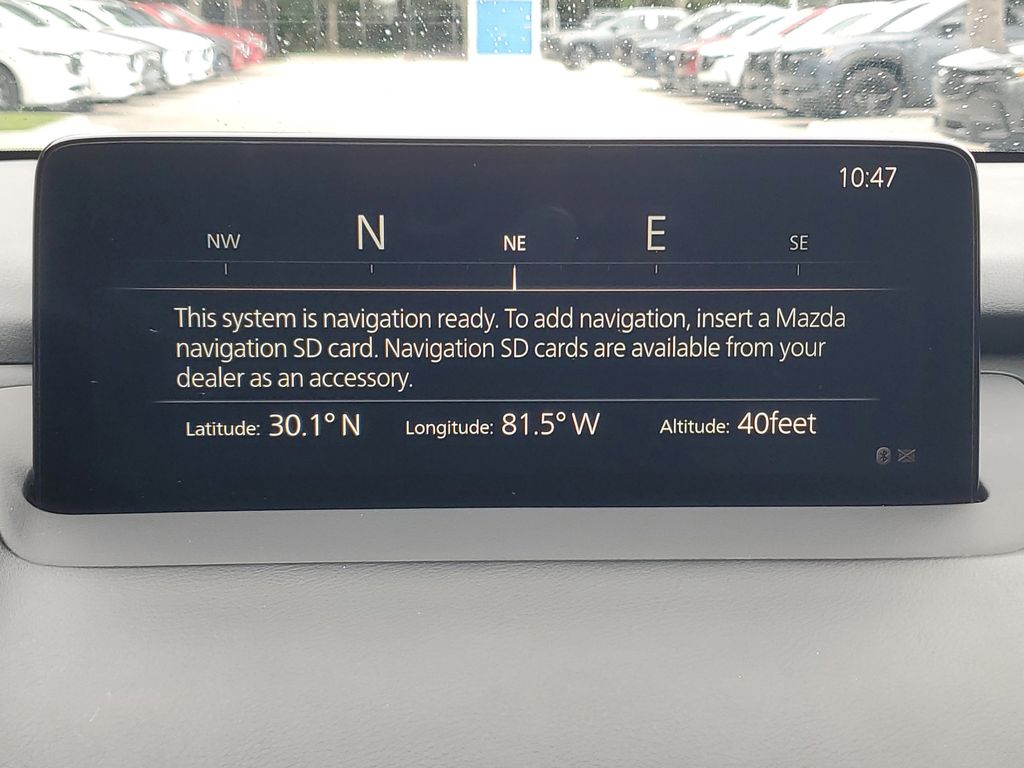 10:47
NW N NE E SE
This system is navigation ready. To add navigation, insert a Mazda
navigation SD card. Navigation SD cards are available from your
dealer as an accessory.
Latitude: 30.1° N Longitude: 81.5° W Altitude: 40feet